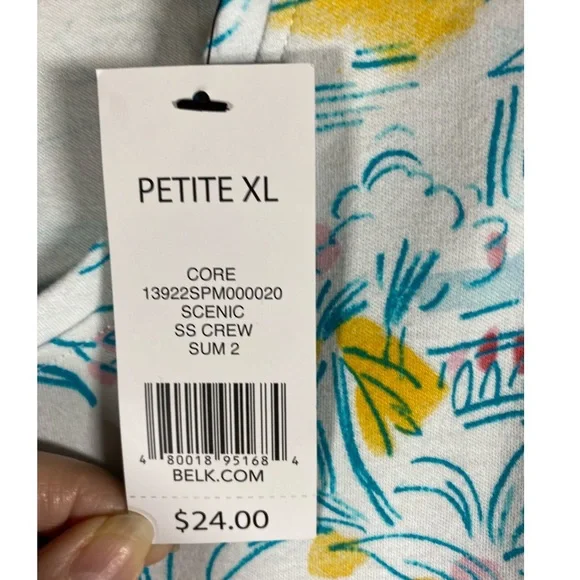 PETITE XL
CORE
13922SPM000020
SCENIC
SS CREW
SUM 2
4 80018 95168 4
BELK.COM
$24.00